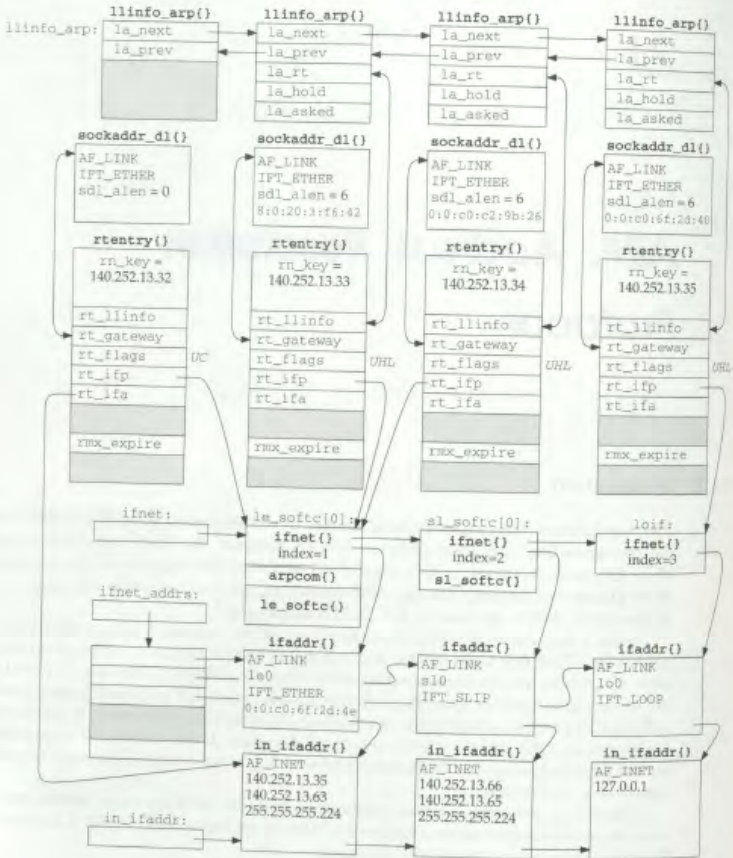 llinfo_arp{} llinfo_arp{} llinfo_arp{} llinfo_arp{}
llinfo_arp: la_next la_next la_next la_next
la_prev la_prev la_prev la_prev
la_rt la_rt la_rt
la_hold la_hold la_hold
la_asked la_asked la_asked
sockaddr_dl{} sockaddr_dl{} sockaddr_dl{} sockaddr_dl{}
AF_LINK AF_LINK AF_LINK AF_LINK
IFT_ETHER IFT_ETHER IFT_ETHER IFT_ETHER
sdl_alen = 0 sdl_alen = 6 sdl_alen = 6 sdl_alen = 6
8:0:20:3:f6:42 0:0:c0:c2:9b:26 0:0:c0:6f:2d:40
rtentry{} rtentry{} rtentry{} rtentry{}
rn_key = rn_key = rn_key = rn_key =
140.252.13.32 140.252.13.33 140.252.13.34 140.252.13.35
rt_llinfo rt_llinfo rt_llinfo rt_llinfo
rt_gateway rt_gateway rt_gateway rt_gateway
rt_flags UC rt_flags UHL rt_flags UHL rt_flags UHL
rt_ifp rt_ifp rt_ifp rt_ifp
rt_ifa rt_ifa rt_ifa rt_ifa
rmx_expire rmx_expire rmx_expire rmx_expire
ifnet: le_softc[0]: sl_softc[0]: loif:
ifnet{} ifnet{} ifnet{}
index=1 index=2 index=3
arpcom{} sl_softc{}
le_softc{}
ifnet_addrs:
ifaddr{} ifaddr{} ifaddr{}
AF_LINK AF_LINK AF_LINK
le0 sl0 lo0
IFT_ETHER IFT_SLIP IFT_LOOP
0:0:c0:6f:2d:4e
in_ifaddr{} in_ifaddr{} in_ifaddr{}
AF_INET AF_INET AF_INET
140.252.13.35 140.252.13.66 127.0.0.1
140.252.13.63 140.252.13.65
255.255.255.224 255.255.255.224
in_ifaddr: